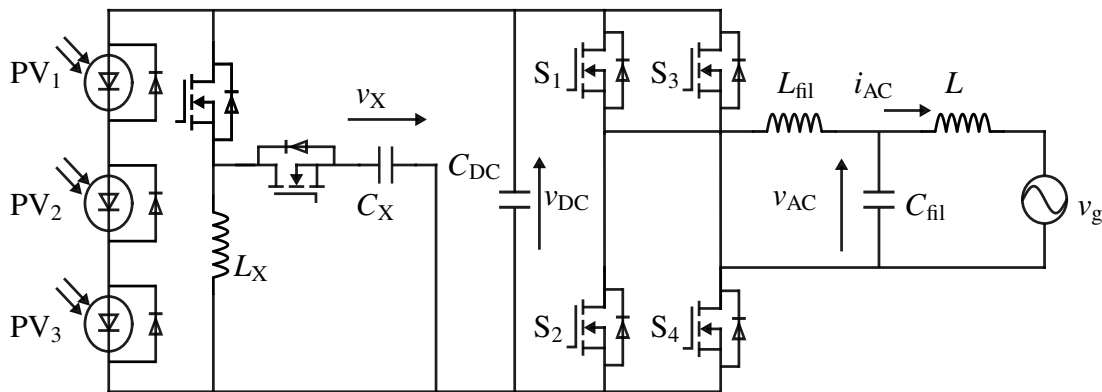 PV1
S1
S3
Lfil
iAC
L
vX
CDC
vDC
CX
PV2
vAC
Cfil
vg
LX
PV3
S2
S4